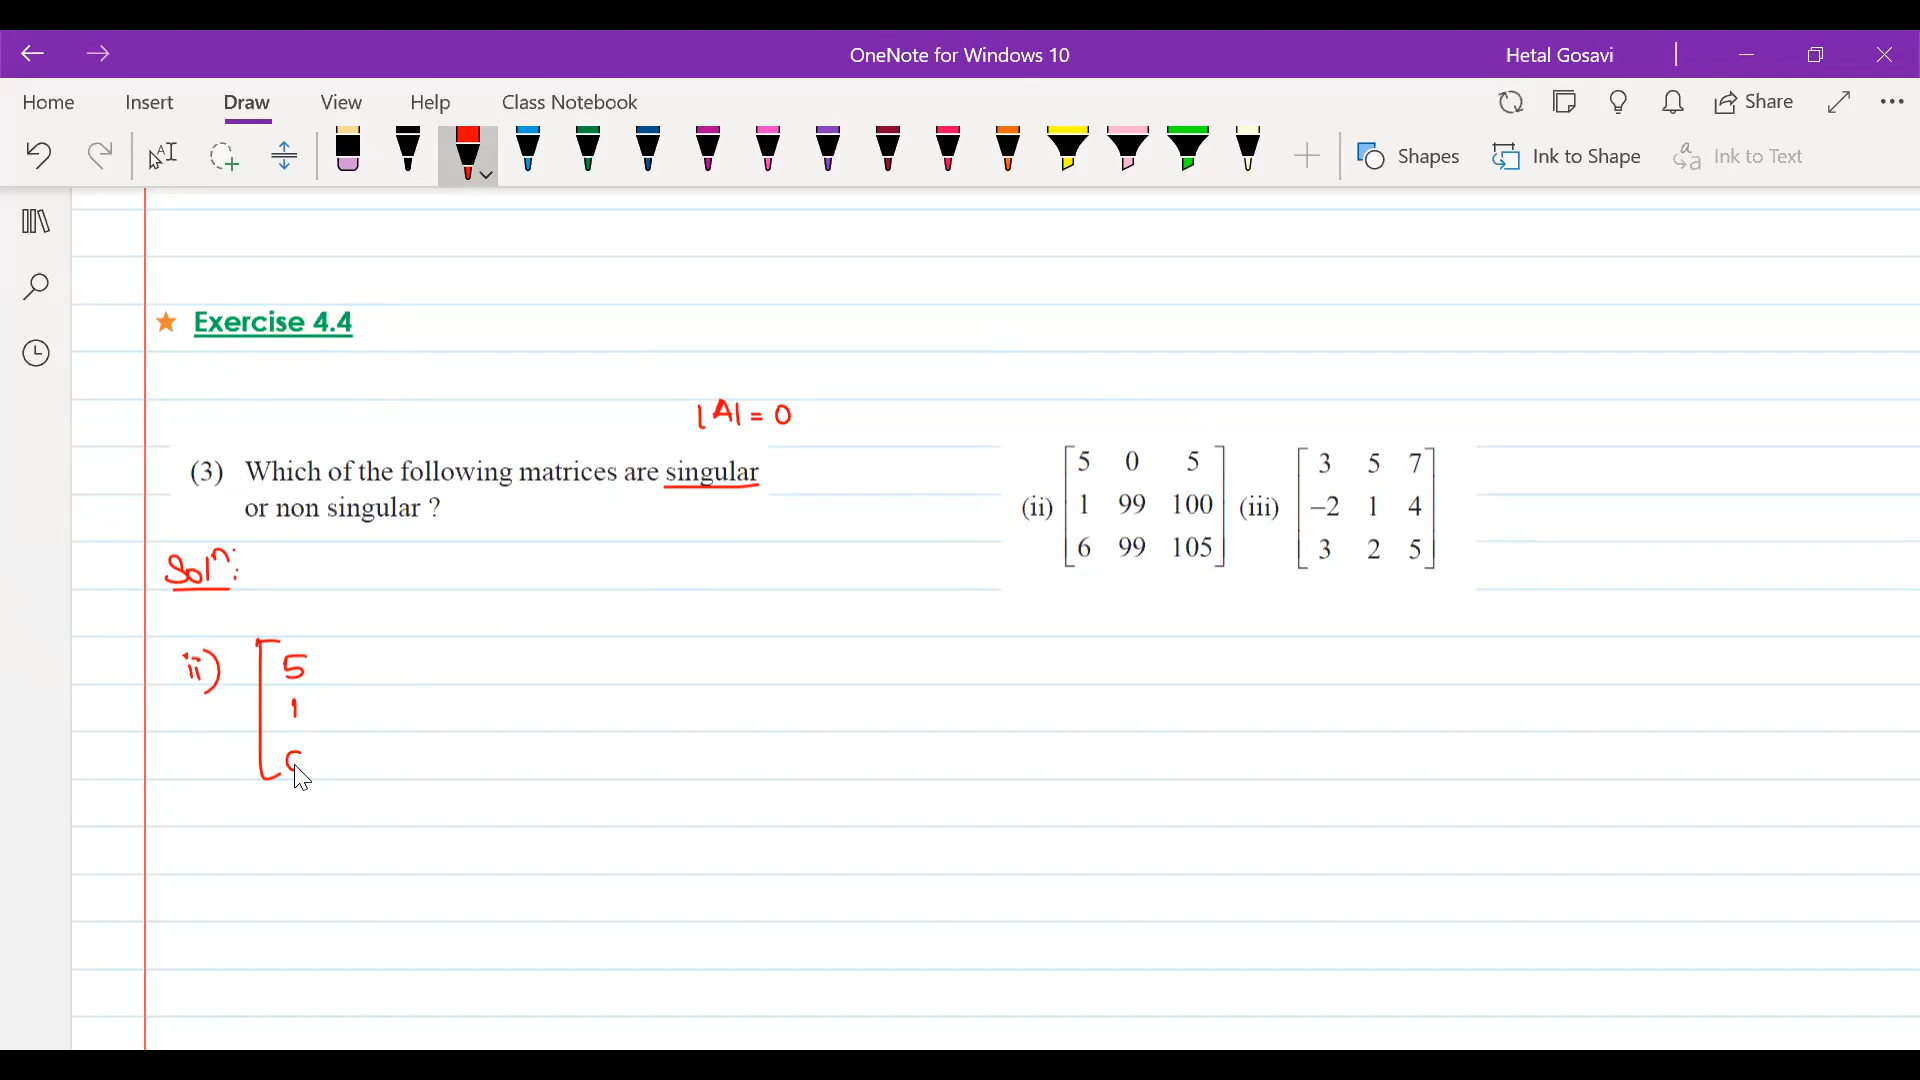 OneNote for Windows 10
Hetal Gosavi
Home Insert Draw View Help Class Notebook
Share
Shapes Ink to Shape Ink to Text
★ Exercise 4.4
|A| = 0
(3) Which of the following matrices are singular
or non singular ?
(ii) [5 0 5
1 99 100
6 99 105]
(iii) [3 5 7
−2 1 4
3 2 5]
Solⁿ:
ii) [5
1